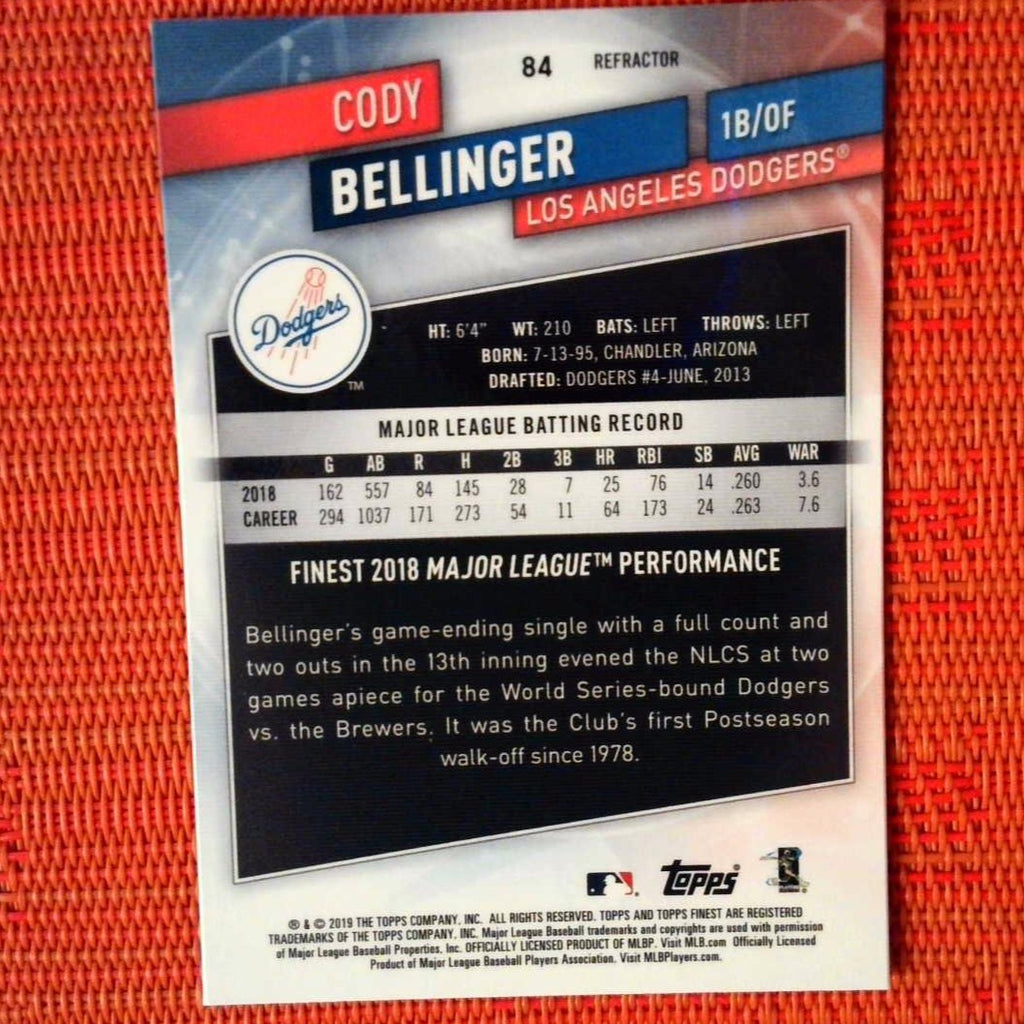 84 REFRACTOR
CODY
BELLINGER
1B/OF
LOS ANGELES DODGERS®
Dodgers
TM
HT: 6'4" WT: 210 BATS: LEFT THROWS: LEFT
BORN: 7-13-95, CHANDLER, ARIZONA
DRAFTED: DODGERS #4-JUNE, 2013
MAJOR LEAGUE BATTING RECORD
G AB R H 2B 3B HR RBI SB AVG WAR
2018 162 557 84 145 28 7 25 76 14 .260 3.6
CAREER 294 1037 171 273 54 11 64 173 24 .263 7.6
FINEST 2018 MAJOR LEAGUE™ PERFORMANCE
Bellinger's game-ending single with a full count and
two outs in the 13th inning evened the NLCS at two
games apiece for the World Series-bound Dodgers
vs. the Brewers. It was the Club's first Postseason
walk-off since 1978.
Topps®
® & © 2019 THE TOPPS COMPANY, INC. ALL RIGHTS RESERVED. TOPPS AND TOPPS FINEST ARE REGISTERED
TRADEMARKS OF THE TOPPS COMPANY, INC. Major League Baseball trademarks and copyrights are used with permission
of Major League Baseball Properties, Inc. OFFICIALLY LICENSED PRODUCT OF MLBP. Visit MLB.com Officially Licensed
Product of Major League Baseball Players Association. Visit MLBPlayers.com.